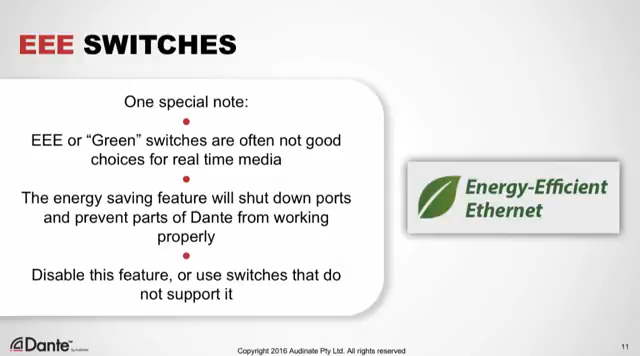 EEE SWITCHES
One special note:
EEE or “Green” switches are often not good
choices for real time media
The energy saving feature will shut down ports
and prevent parts of Dante from working
properly
Disable this feature, or use switches that do
not support it
Energy-Efficient
Ethernet
Dante™
by Audinate
Copyright 2016 Audinate Pty Ltd. All rights reserved
11